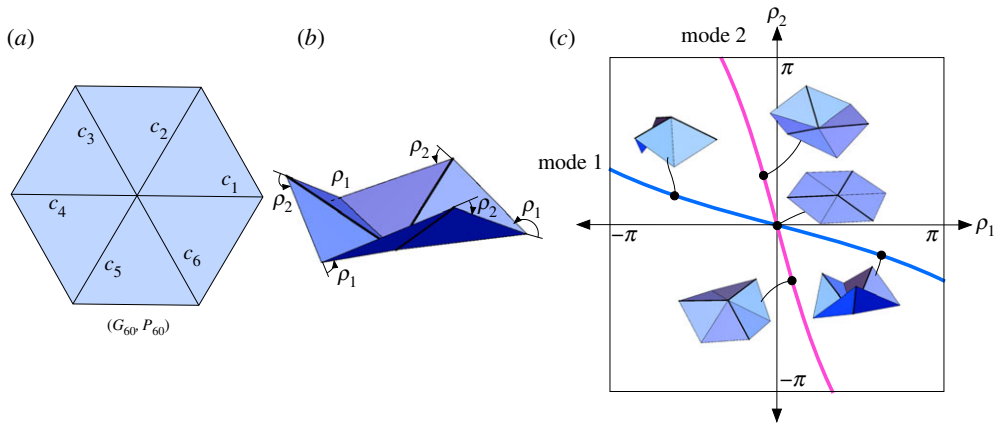 (a)
c₃
c₂
c₁
c₄
c₅
c₆
(G₆₀, P₆₀)
(b)
ρ₂
ρ₁
ρ₂
ρ₂
ρ₁
ρ₁
(c)
mode 2
ρ₂
π
mode 1
-π
π
ρ₁
-π